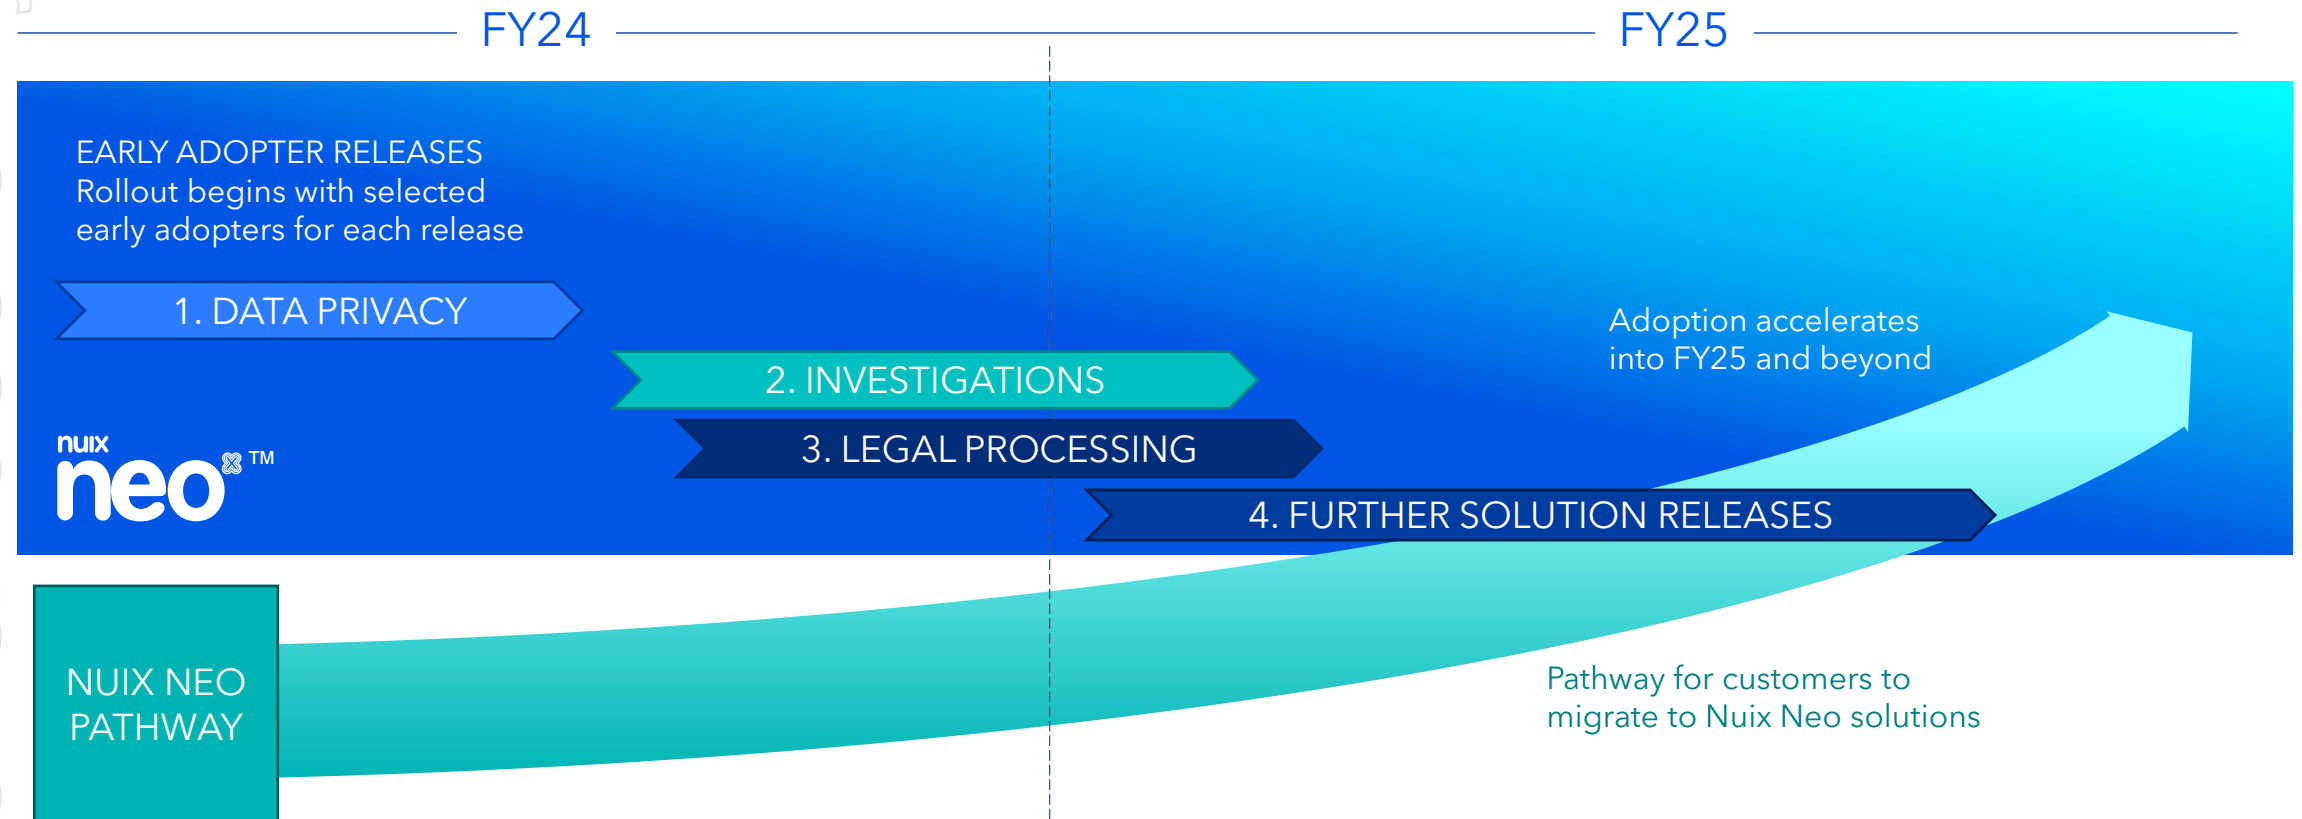 FY24
FY25
EARLY ADOPTER RELEASES
Rollout begins with selected
early adopters for each release
1. DATA PRIVACY
2. INVESTIGATIONS
3. LEGAL PROCESSING
4. FURTHER SOLUTION RELEASES
Adoption accelerates
into FY25 and beyond
nuix
neo ™
NUIX NEO
PATHWAY
Pathway for customers to
migrate to Nuix Neo solutions